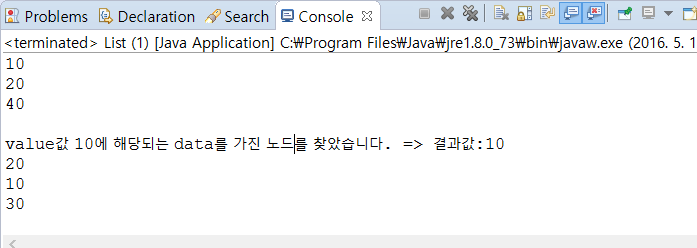 Problems Declaration Search Console
<terminated> List (1) [Java Application] C:₩Program Files₩Java₩jre1.8.0_73₩bin₩javaw.exe (2016. 5. 1
10
20
40
value값 10에 해당되는 data를 가진 노드를 찾았습니다. => 결과값:10
20
10
30